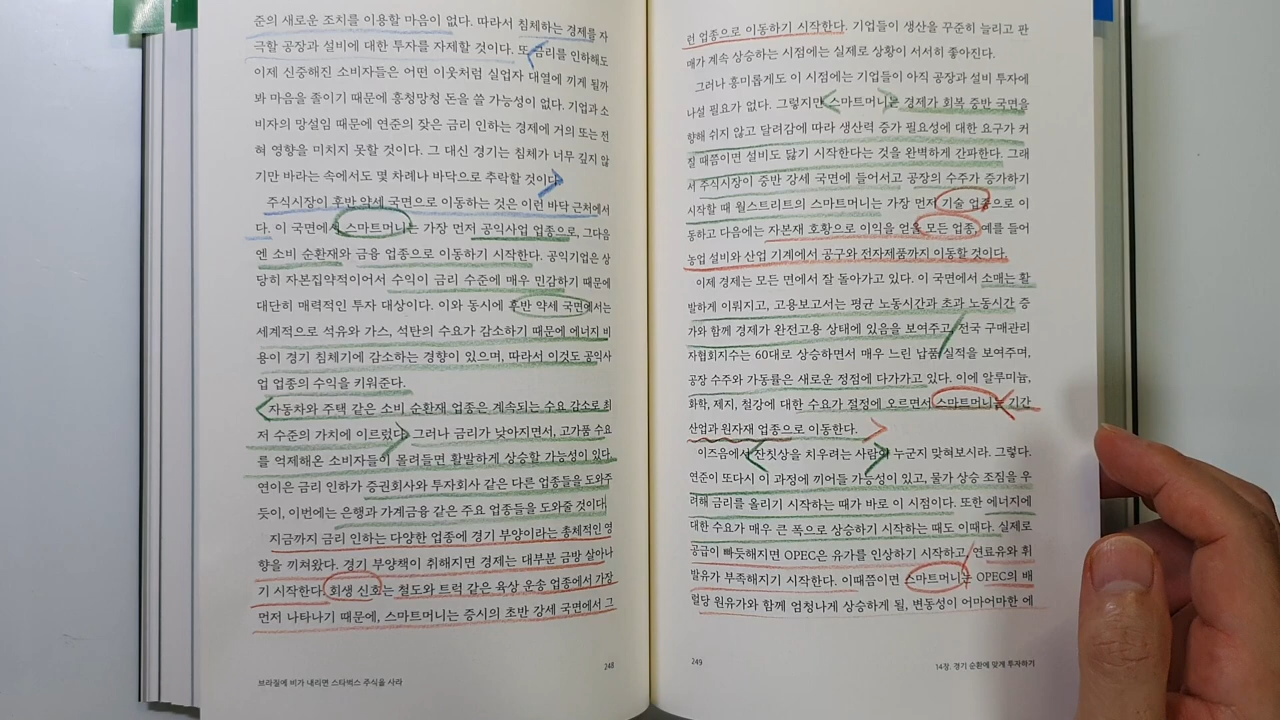 준의 새로운 조치를 이용할 마음이 없다. 따라서 침체하는 경제를 자
극할 공장과 설비에 대한 투자를 자제할 것이다. 또 금리를 인하해도
이제 신중해진 소비자들은 어떤 이웃처럼 실업자 대열에 끼게 될까
봐 마음을 졸이기 때문에 흥청망청 돈을 쓸 가능성이 없다. 기업과 소
비자의 망설임 때문에 연준의 잦은 금리 인하는 경제에 거의 또는 전
혀 영향을 미치지 못할 것이다. 그 대신 경기는 침체가 너무 깊지 않
기만 바라는 속에서도 몇 차례나 바닥으로 추락할 것이다.
주식시장이 후반 약세 국면으로 이동하는 것은 이런 바닥 근처에서
다. 이 국면에서 스마트머니는 가장 먼저 공익사업 업종으로, 그다음
엔 소비 순환재와 금융 업종으로 이동하기 시작한다. 공익기업은 상
당히 자본집약적이어서 수익이 금리 수준에 매우 민감하기 때문에
대단히 매력적인 투자 대상이다. 이와 동시에 후반 약세 국면에서는
세계적으로 석유와 가스, 석탄의 수요가 감소하기 때문에 에너지 비
용이 경기 침체기에 감소하는 경향이 있으며, 따라서 이것도 공익사
업 업종의 수익을 키워준다.
자동차와 주택 같은 소비 순환재 업종은 계속되는 수요 감소로 최
저 수준의 가치에 이르렀다. 그러나 금리가 낮아지면서, 고가품 수요
를 억제해온 소비자들이 몰려들면 활발하게 상승할 가능성이 있다.
연이은 금리 인하가 증권회사와 투자회사 같은 다른 업종들을 도와주
듯이, 이번에는 은행과 가계금융 같은 주요 업종들을 도와줄 것이다.
지금까지 금리 인하는 다양한 업종에 경기 부양이라는 총체적인 영
향을 끼쳐왔다. 경기 부양책이 취해지면 경제는 대부분 금방 살아나
기 시작한다. 회생 신호는 철도와 트럭 같은 육상 운송 업종에서 가장
먼저 나타나기 때문에, 스마트머니는 증시의 초반 강세 국면에서 그
248
브라질에 비가 내리면 스타벅스 주식을 사라
런 업종으로 이동하기 시작한다. 기업들이 생산을 꾸준히 늘리고 판
매가 계속 상승하는 시점에는 실제로 상황이 서서히 좋아진다.
그러나 흥미롭게도 이 시점에는 기업들이 아직 공장과 설비 투자에
나설 필요가 없다. 그렇지만 스마트머니는 경제가 회복 중반 국면을
향해 쉬지 않고 달려감에 따라 생산력 증가 필요성에 대한 요구가 커
질 때쯤이면 설비도 닳기 시작한다는 것을 완벽하게 간파한다. 그래
서 주식시장이 중반 강세 국면에 들어서고 공장의 수주가 증가하기
시작할 때 월스트리트의 스마트머니는 가장 먼저 기술 업종으로 이
동하고 다음에는 자본재 호황으로 이익을 얻을 모든 업종, 예를 들어
농업 설비와 산업 기계에서 공구와 전자제품까지 이동할 것이다.
이제 경제는 모든 면에서 잘 돌아가고 있다. 이 국면에서 소매는 활
발하게 이뤄지고, 고용보고서는 평균 노동시간과 초과 노동시간 증
가와 함께 경제가 완전고용 상태에 있음을 보여주고, 전국 구매관리
자협회지수는 60대로 상승하면서 매우 느린 납품 실적을 보여주며,
공장 수주와 가동률은 새로운 정점에 다가가고 있다. 이에 알루미늄,
화학, 제지, 철강에 대한 수요가 절정에 오르면서 스마트머니는 기간
산업과 원자재 업종으로 이동한다.
이즈음에서 잔칫상을 치우려는 사람이 누군지 맞혀보시라. 그렇다.
연준이 또다시 이 과정에 끼어들 가능성이 있고, 물가 상승 조짐을 우
려해 금리를 올리기 시작하는 때가 바로 이 시점이다. 또한 에너지에
대한 수요가 매우 큰 폭으로 상승하기 시작하는 때도 이때다. 실제로
공급이 빠듯해지면 OPEC은 유가를 인상하기 시작하고, 연료유와 휘
발유가 부족해지기 시작한다. 이때쯤이면 스마트머니는 OPEC의 배
럴당 원유가와 함께 엄청나게 상승하게 될, 변동성이 어마어마한 에
249
14장. 경기 순환에 맞게 투자하기